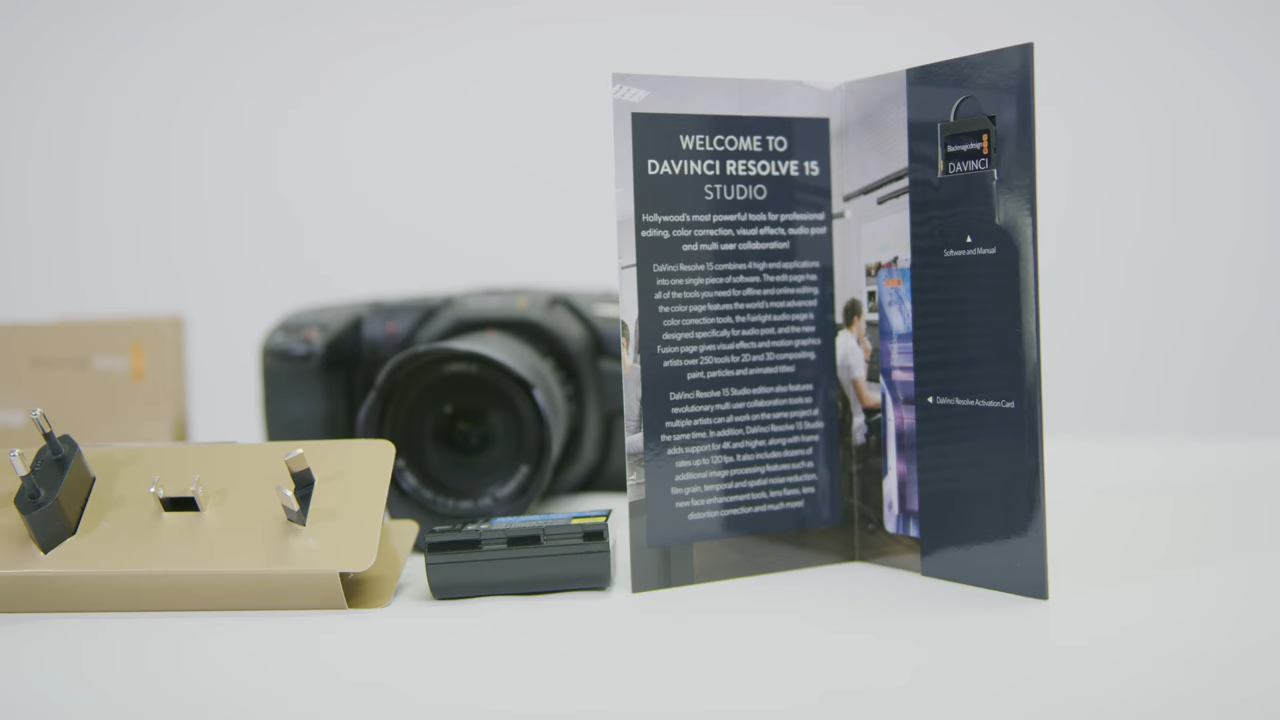 WELCOME TO
DAVINCI RESOLVE 15
STUDIO
Hollywood's most powerful tools for professional
editing, color correction, visual effects, audio post
and multi user collaboration!
DaVinci Resolve 15 combines 4 high end applications
into one single piece of software. The edit page has
all of the tools you need for offline and online editing,
the color page features the world's most advanced
color correction tools, the Fairlight audio page is
designed specifically for audio post, and the new
Fusion page gives visual effects and motion graphics
artists over 250 tools for 2D and 3D compositing,
paint, particles and animated titles!
DaVinci Resolve 15 Studio edition also features
revolutionary multi user collaboration tools so
multiple artists can all work on the same project at
the same time. In addition, DaVinci Resolve 15 Studio
adds support for 4K and higher, along with frame
rates up to 120 fps. It also includes dozens of
additional image processing features such as
film grain, temporal and spatial noise reduction,
new face enhancement tools, lens flares, lens
distortion correction and much more!
Blackmagicdesign
DAVINCI
Software and Manual
DaVinci Resolve Activation Card